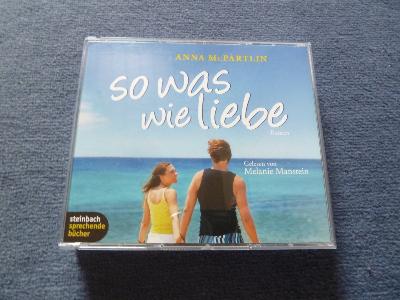 ANNA McPARTLIN
so was
wie liebe
Roman
Gelesen von
Melanie Manstein
steinbach
sprechende
bücher